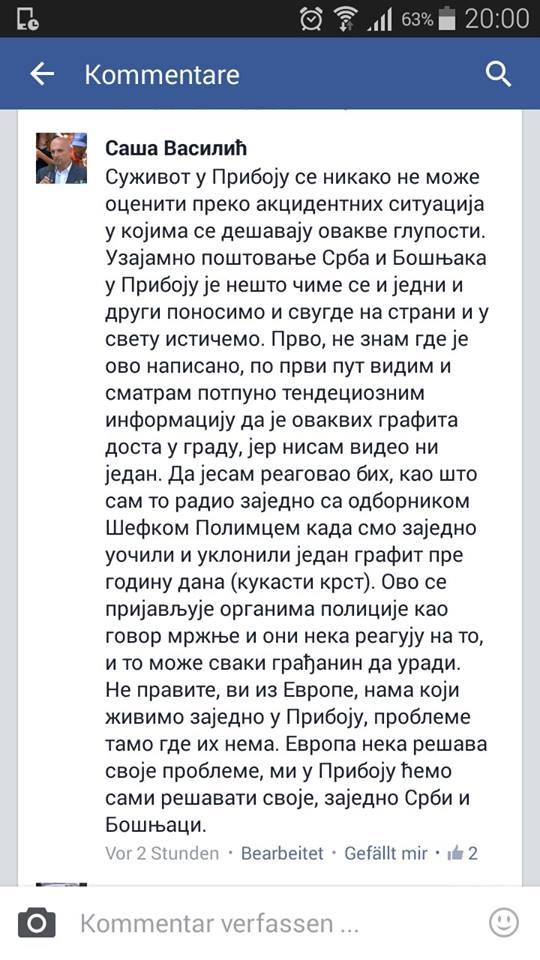 63% 20:00
Kommentare
Саша Василић
Суживот у Прибоју се никако не може
оценити преко акцидентних ситуација
у којима се дешавају овакве глупости.
Узајамно поштовање Срба и Бошњака
у Прибоју је нешто чиме се и једни и
други поносимо и свугде на страни и у
свету истичемо. Прво, не знам где је
ово написано, по први пут видим и
сматрам потпуно тендециозним
информацију да је оваквих графита
доста у граду, јер нисам видео ни
један. Да јесам реаговао бих, као што
сам то радио заједно са одборником
Шефком Полимцем када смо заједно
уочили и уклонили један графит пре
годину дана (кукасти крст). Ово се
пријављује органима полиције као
говор мржње и они нека реагују на то,
и то може сваки грађанин да уради.
Не правите, ви из Европе, нама који
живимо заједно у Прибоју, проблеме
тамо где их нема. Европа нека решава
своје проблеме, ми у Прибоју ћемо
сами решавати своје, заједно Срби и
Бошњаци.
Vor 2 Stunden • Bearbeitet • Gefällt mir • 2
Kommentar verfassen ...